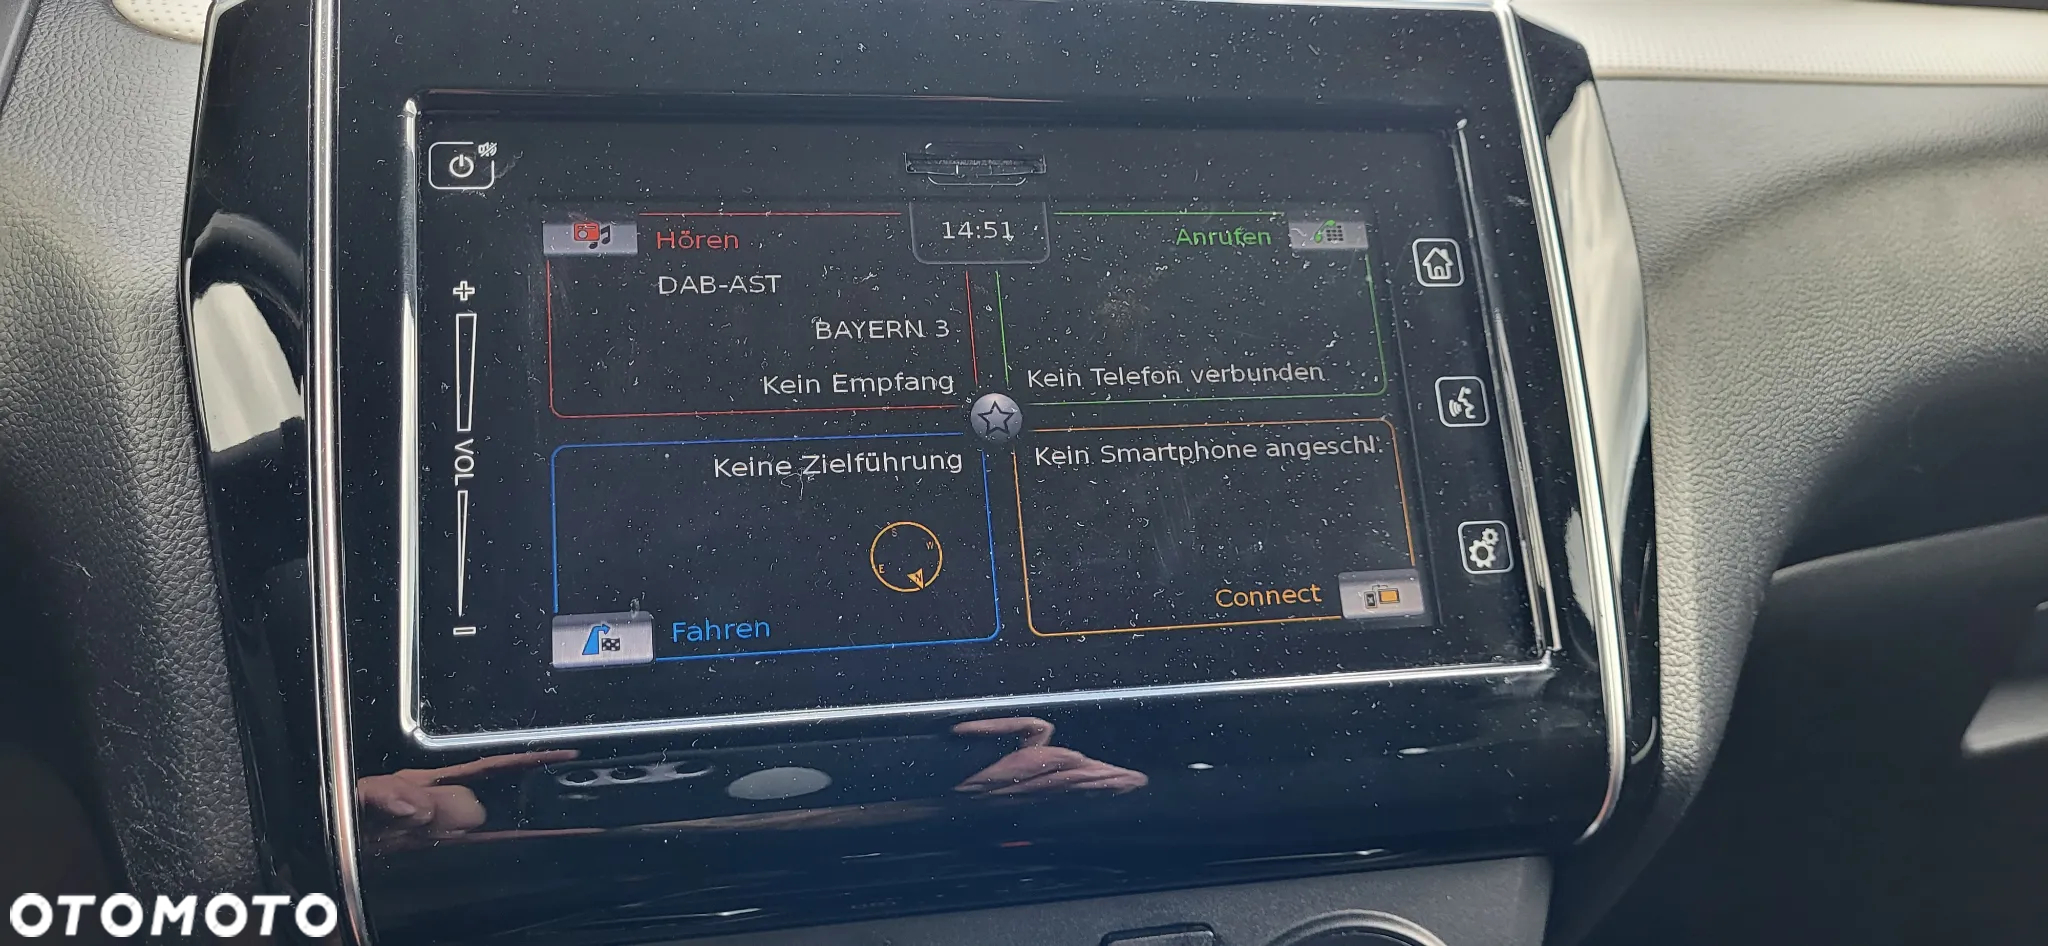 14:51
Hören
Anrufen
DAB-AST
BAYERN 3
Kein Empfang
Kein Telefon verbunden
Keine Zielführung
Kein Smartphone angeschl.
S
W
E
N
Connect
Fahren
+
VOL
-
OTOMOTO